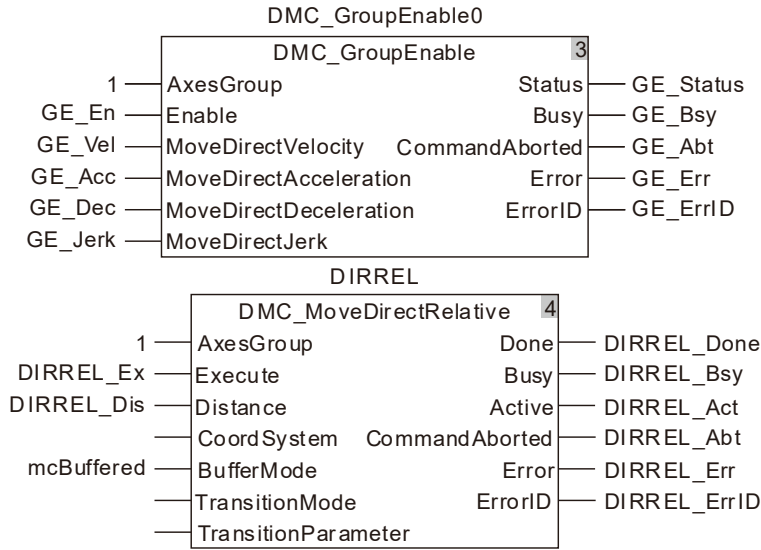 DMC_GroupEnable0
DMC_GroupEnable 3
1 AxesGroup Status GE_Status
GE_En Enable Busy GE_Bsy
GE_Vel MoveDirectVelocity CommandAborted GE_Abt
GE_Acc MoveDirectAcceleration Error GE_Err
GE_Dec MoveDirectDeceleration ErrorID GE_ErrID
GE_Jerk MoveDirectJerk
DIRREL
DMC_MoveDirectRelative 4
1 AxesGroup Done DIRREL_Done
DIRREL_Ex Execute Busy DIRREL_Bsy
DIRREL_Dis Distance Active DIRREL_Act
CoordSystem CommandAborted DIRREL_Abt
mcBuffered BufferMode Error DIRREL_Err
TransitionMode ErrorID DIRREL_ErrID
TransitionParameter